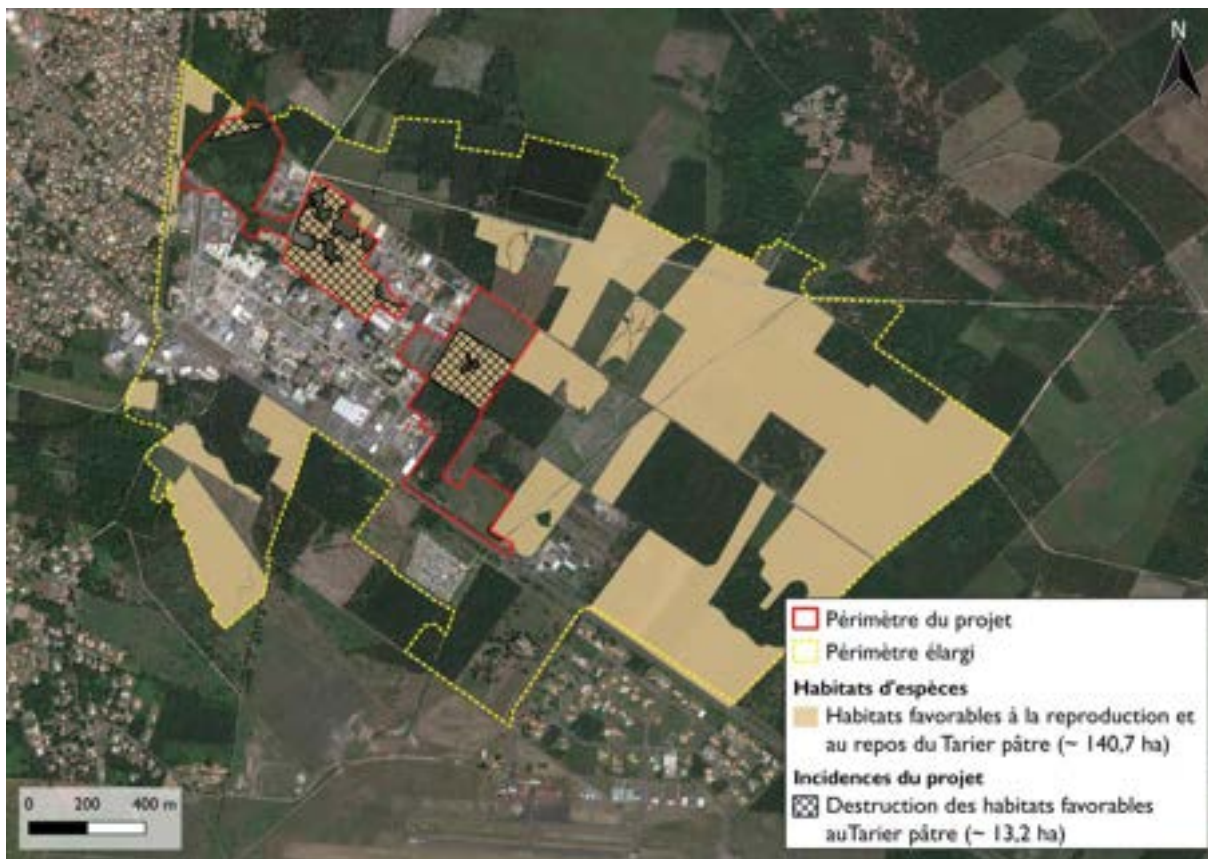 N
Périmètre du projet
Périmètre élargi
Habitats d'espèces
Habitats favorables à la reproduction et
au repos du Tarier pâtre (~ 140,7 ha)
Incidences du projet
Destruction des habitats favorables
auTarier pâtre (~ 13,2 ha)
0 200 400 m